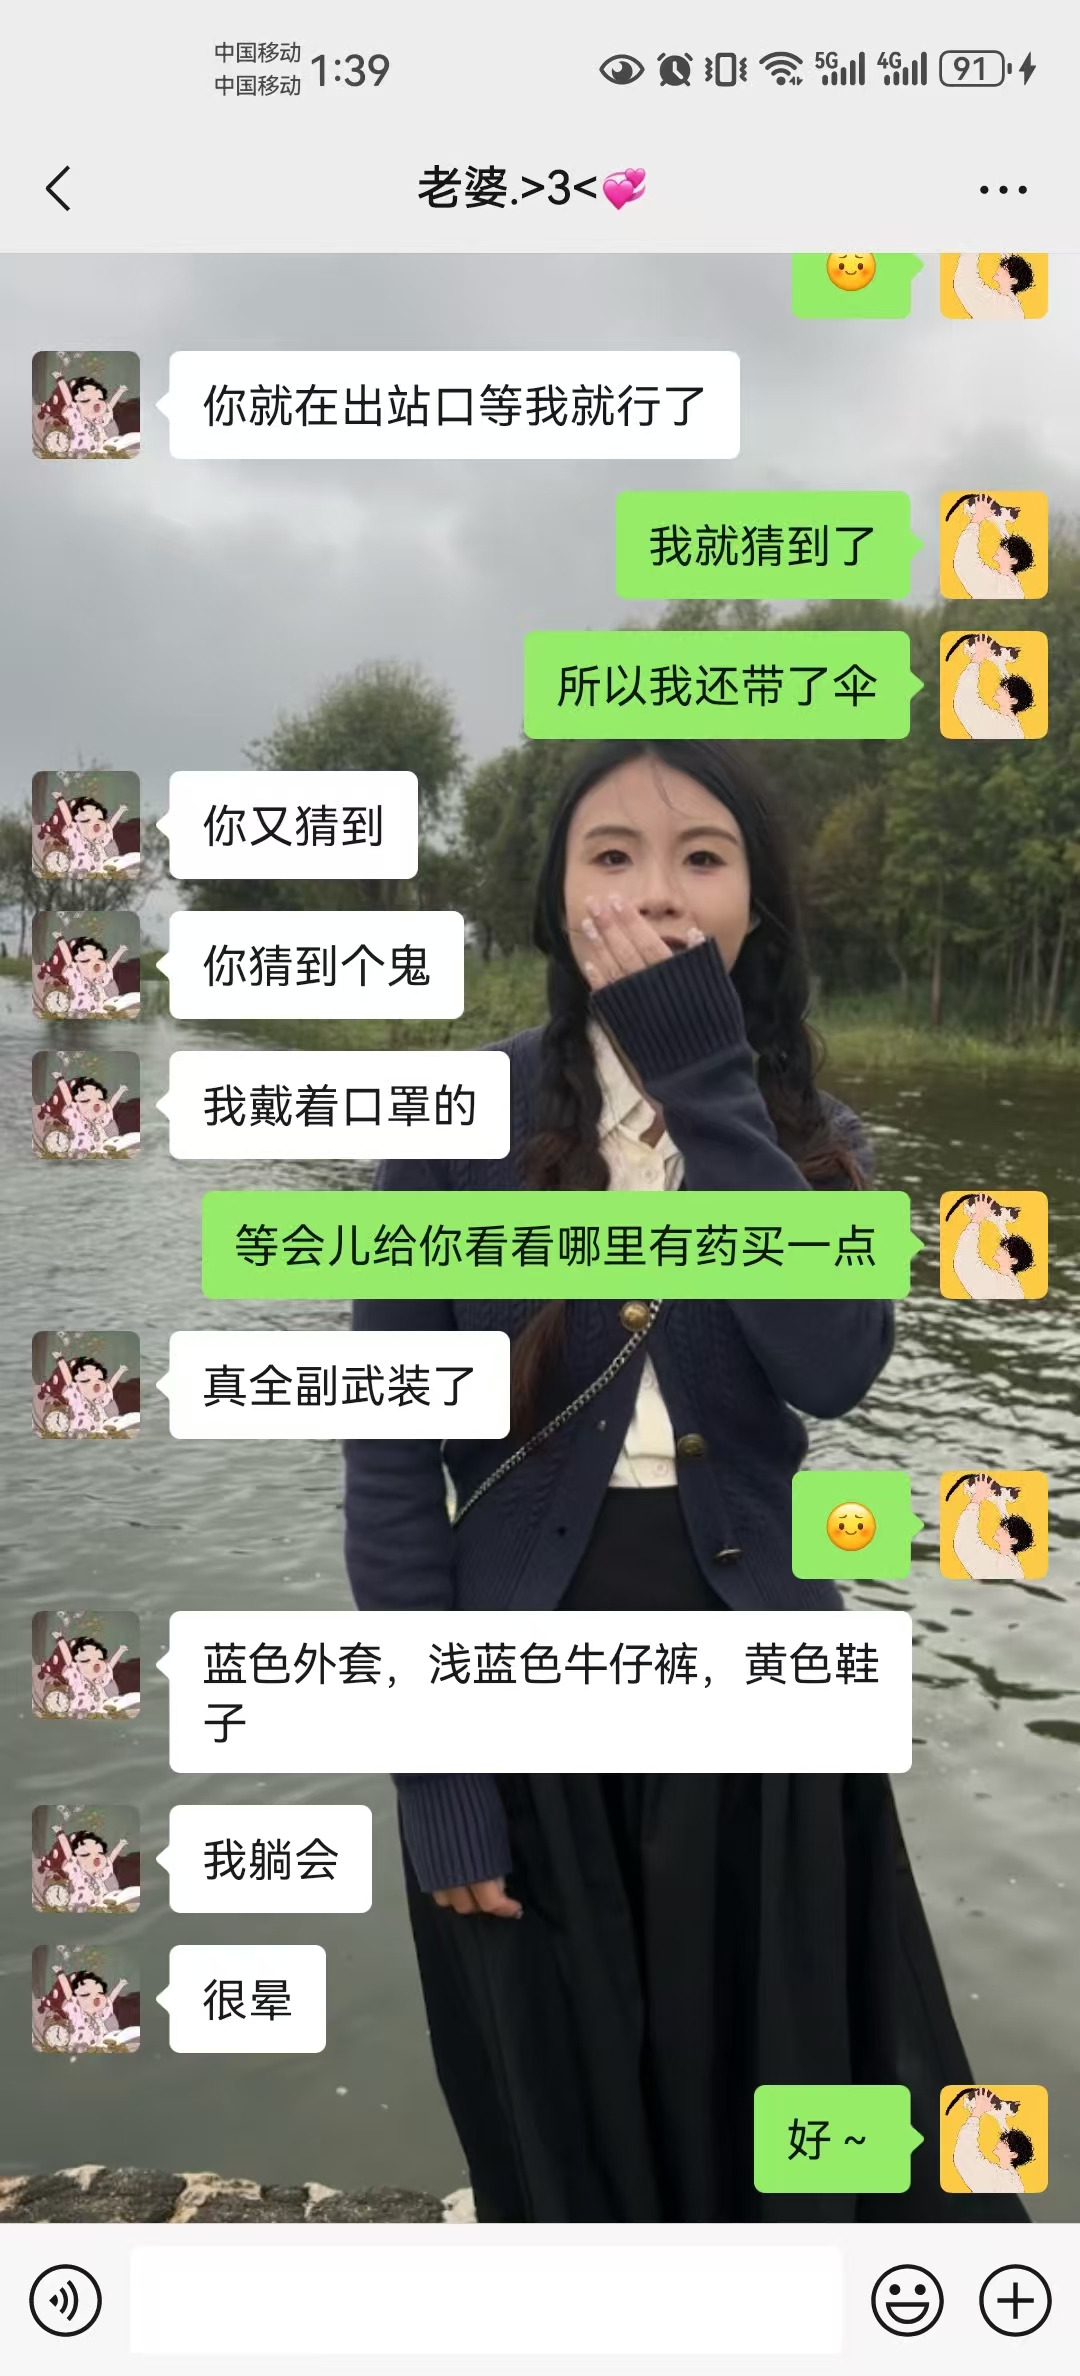 中国移动
中国移动
1:39
5G
4G
91
老婆.>3<💞
你就在出站口等我就行了
我就猜到了
所以我还带了伞
你又猜到
你猜到个鬼
我戴着口罩的
等会儿给你看看哪里有药买一点
真全副武装了
蓝色外套，浅蓝色牛仔裤，黄色鞋
子
我躺会
很晕
好~